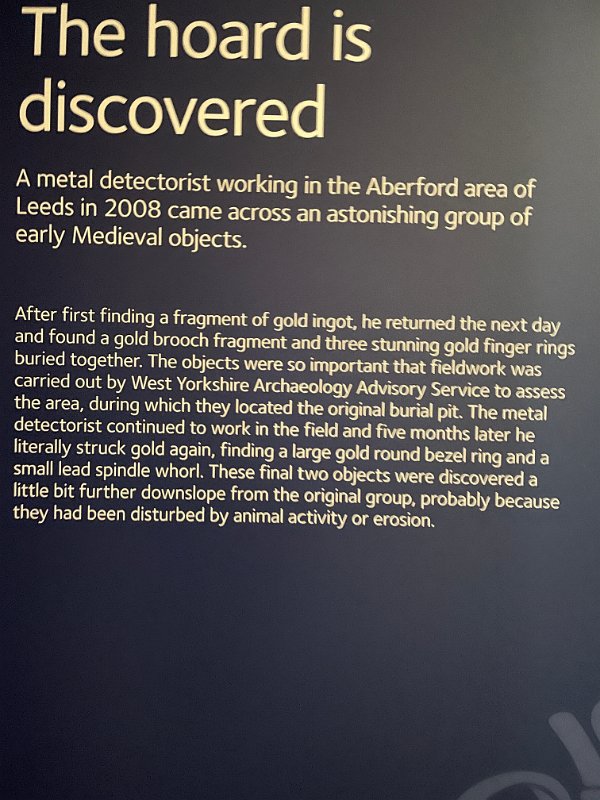 The hoard is
discovered
A metal detectorist working in the Aberford area of
Leeds in 2008 came across an astonishing group of
early Medieval objects.
After first finding a fragment of gold ingot, he returned the next day
and found a gold brooch fragment and three stunning gold finger rings
buried together. The objects were so important that fieldwork was
carried out by West Yorkshire Archaeology Advisory Service to assess
the area, during which they located the original burial pit. The metal
detectorist continued to work in the field and five months later he
literally struck gold again, finding a large gold round bezel ring and a
small lead spindle whorl. These final two objects were discovered a
little bit further downslope from the original group, probably because
they had been disturbed by animal activity or erosion.